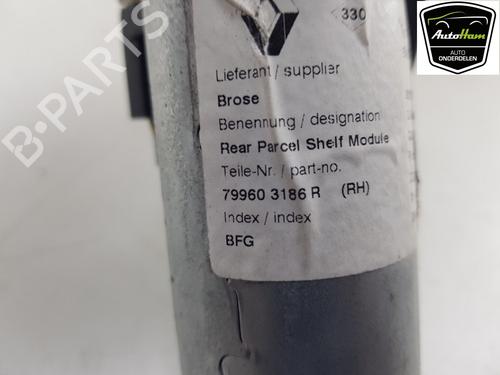 330
AutoHam
AUTO
ONDERDELEN
Lieferant / supplier
Brose
Benennung / designation
Rear Parcel Shelf Module
Teile-Nr. / part-no.
79960 3186 R (RH)
Index / index
BFG
B-PARTS